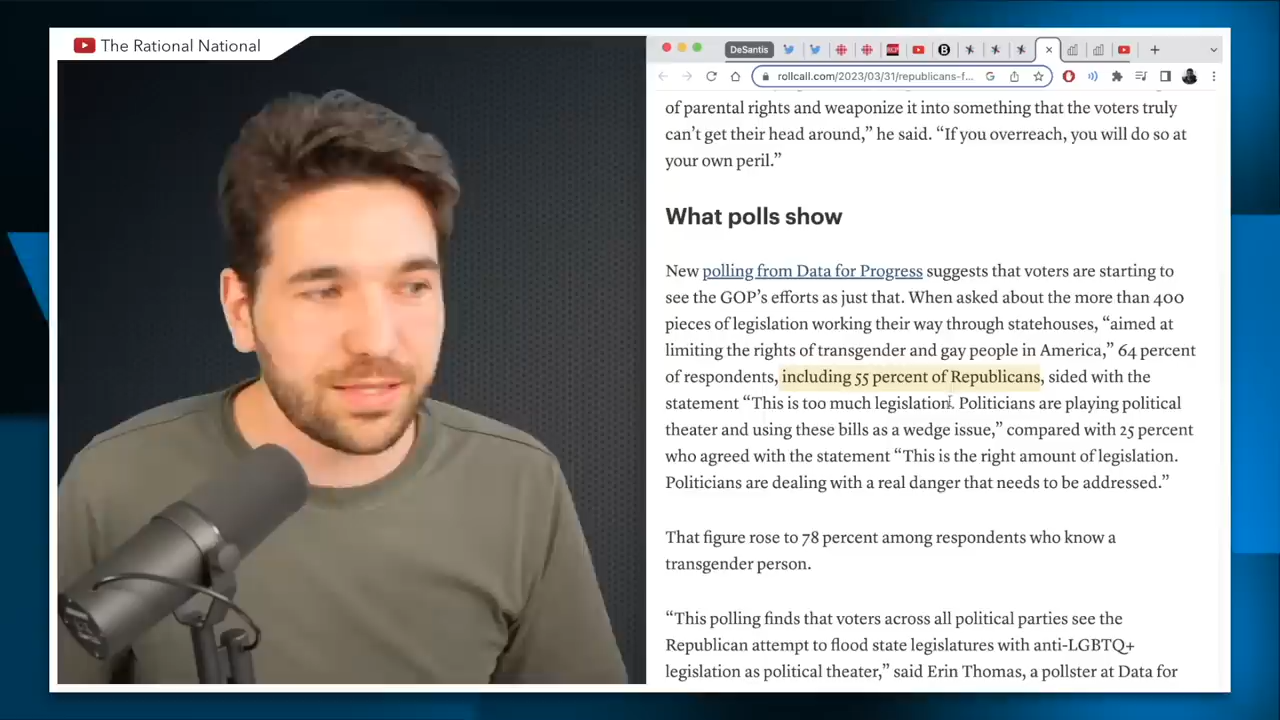 The Rational National
DeSantis
rollcall.com/2023/03/31/republicans-f...
of parental rights and weaponize it into something that the voters truly
can’t get their head around,” he said. “If you overreach, you will do so at
your own peril.”
What polls show
New polling from Data for Progress suggests that voters are starting to
see the GOP’s efforts as just that. When asked about the more than 400
pieces of legislation working their way through statehouses, “aimed at
limiting the rights of transgender and gay people in America,” 64 percent
of respondents, including 55 percent of Republicans, sided with the
statement “This is too much legislation. Politicians are playing political
theater and using these bills as a wedge issue,” compared with 25 percent
who agreed with the statement “This is the right amount of legislation.
Politicians are dealing with a real danger that needs to be addressed.”
That figure rose to 78 percent among respondents who know a
transgender person.
“This polling finds that voters across all political parties see the
Republican attempt to flood state legislatures with anti-LGBTQ+
legislation as political theater,” said Erin Thomas, a pollster at Data for